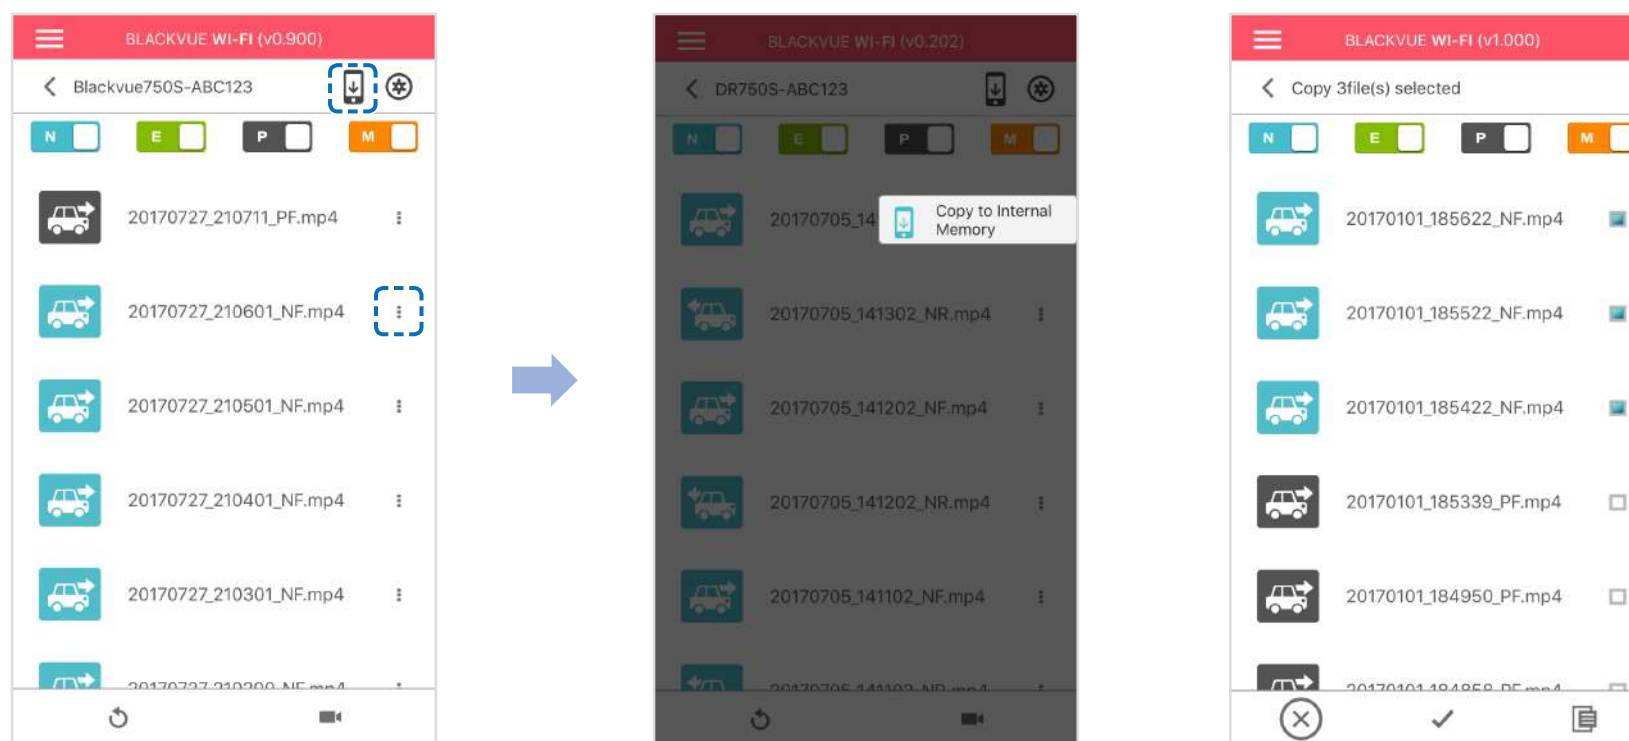 BLACKVUE WI-FI (v0.900)
Blackvue750S-ABC123
N E P M
20170727_210711_PF.mp4
20170727_210601_NF.mp4
20170727_210501_NF.mp4
20170727_210401_NF.mp4
20170727_210301_NF.mp4
BLACKVUE WI-FI (v0.202)
DR750S-ABC123
N E P M
20170705_14
Copy to Internal
Memory
20170705_141302_NR.mp4
20170705_141202_NF.mp4
20170705_141202_NR.mp4
20170705_141102_NF.mp4
BLACKVUE WI-FI (v1.000)
Copy 3file(s) selected
N E P M
20170101_185622_NF.mp4
20170101_185522_NF.mp4
20170101_185422_NF.mp4
20170101_185339_PF.mp4
20170101_184950_PF.mp4